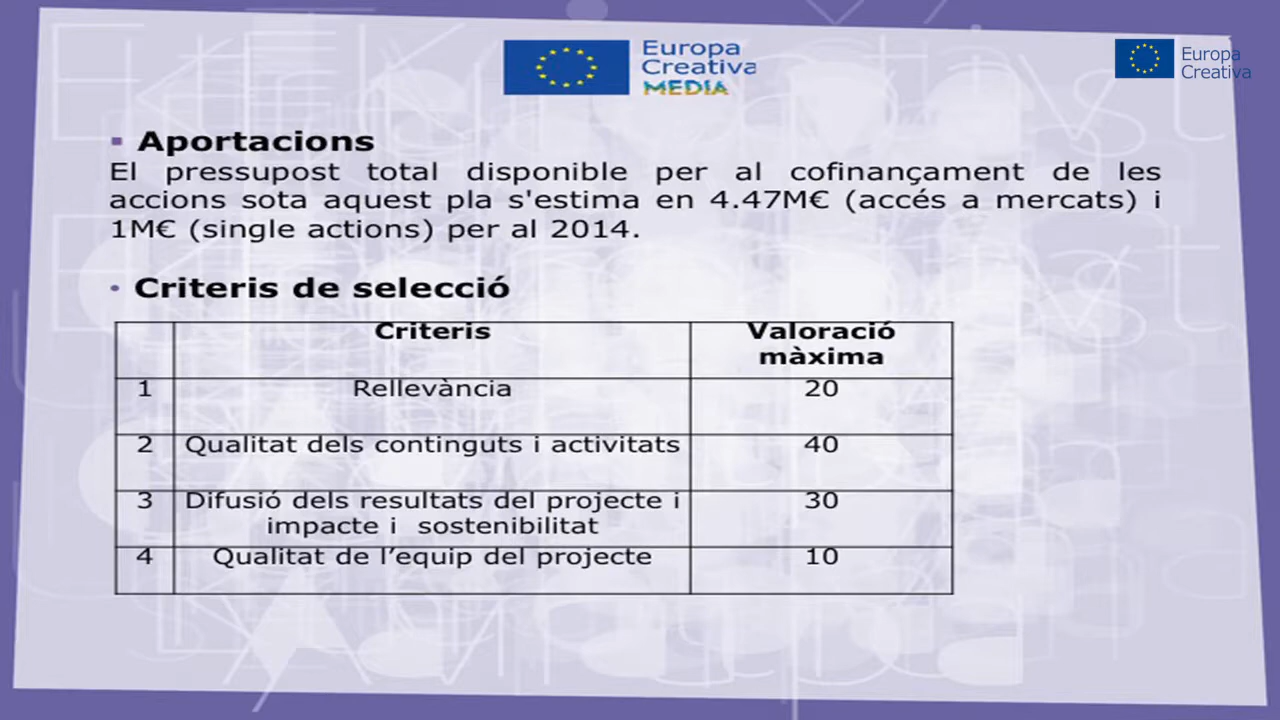 Europa
Creativa
MEDIA
Europa
Creativa
▪ Aportacions
El pressupost total disponible per al cofinançament de les
accions sota aquest pla s'estima en 4.47M€ (accés a mercats) i
1M€ (single actions) per al 2014.
• Criteris de selecció
Criteris Valoració
màxima
1 Rellevància 20
2 Qualitat dels continguts i activitats 40
3 Difusió dels resultats del projecte i 30
impacte i sostenibilitat
4 Qualitat de l’equip del projecte 10